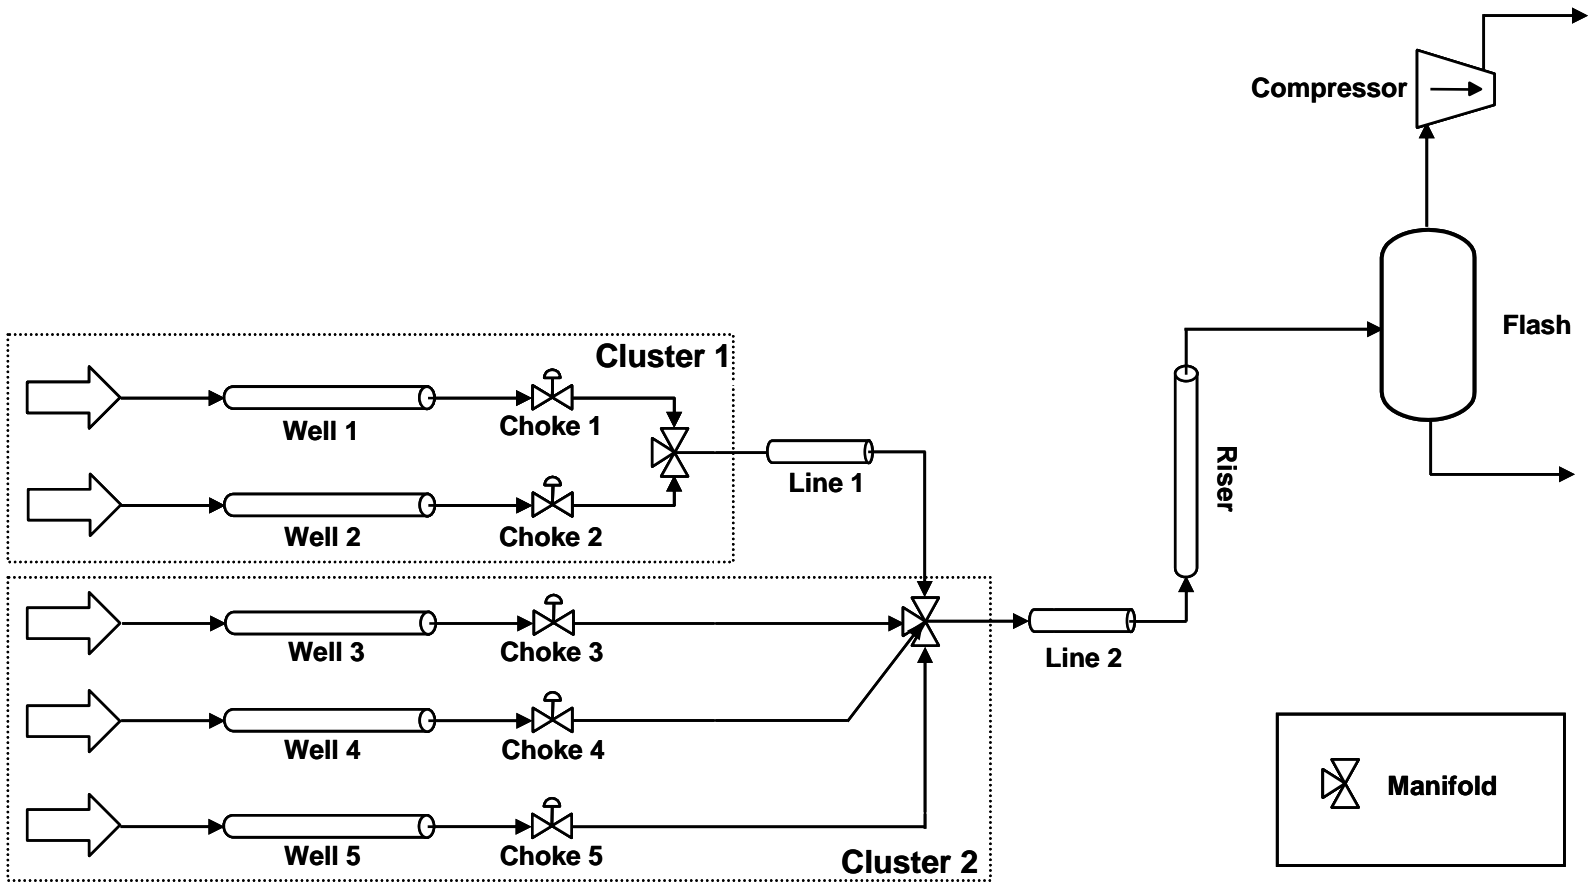 Compressor
Flash
Cluster 1
Well 1
Choke 1
Line 1
Well 2
Choke 2
Riser
Well 3
Choke 3
Line 2
Well 4
Choke 4
Manifold
Well 5
Choke 5
Cluster 2